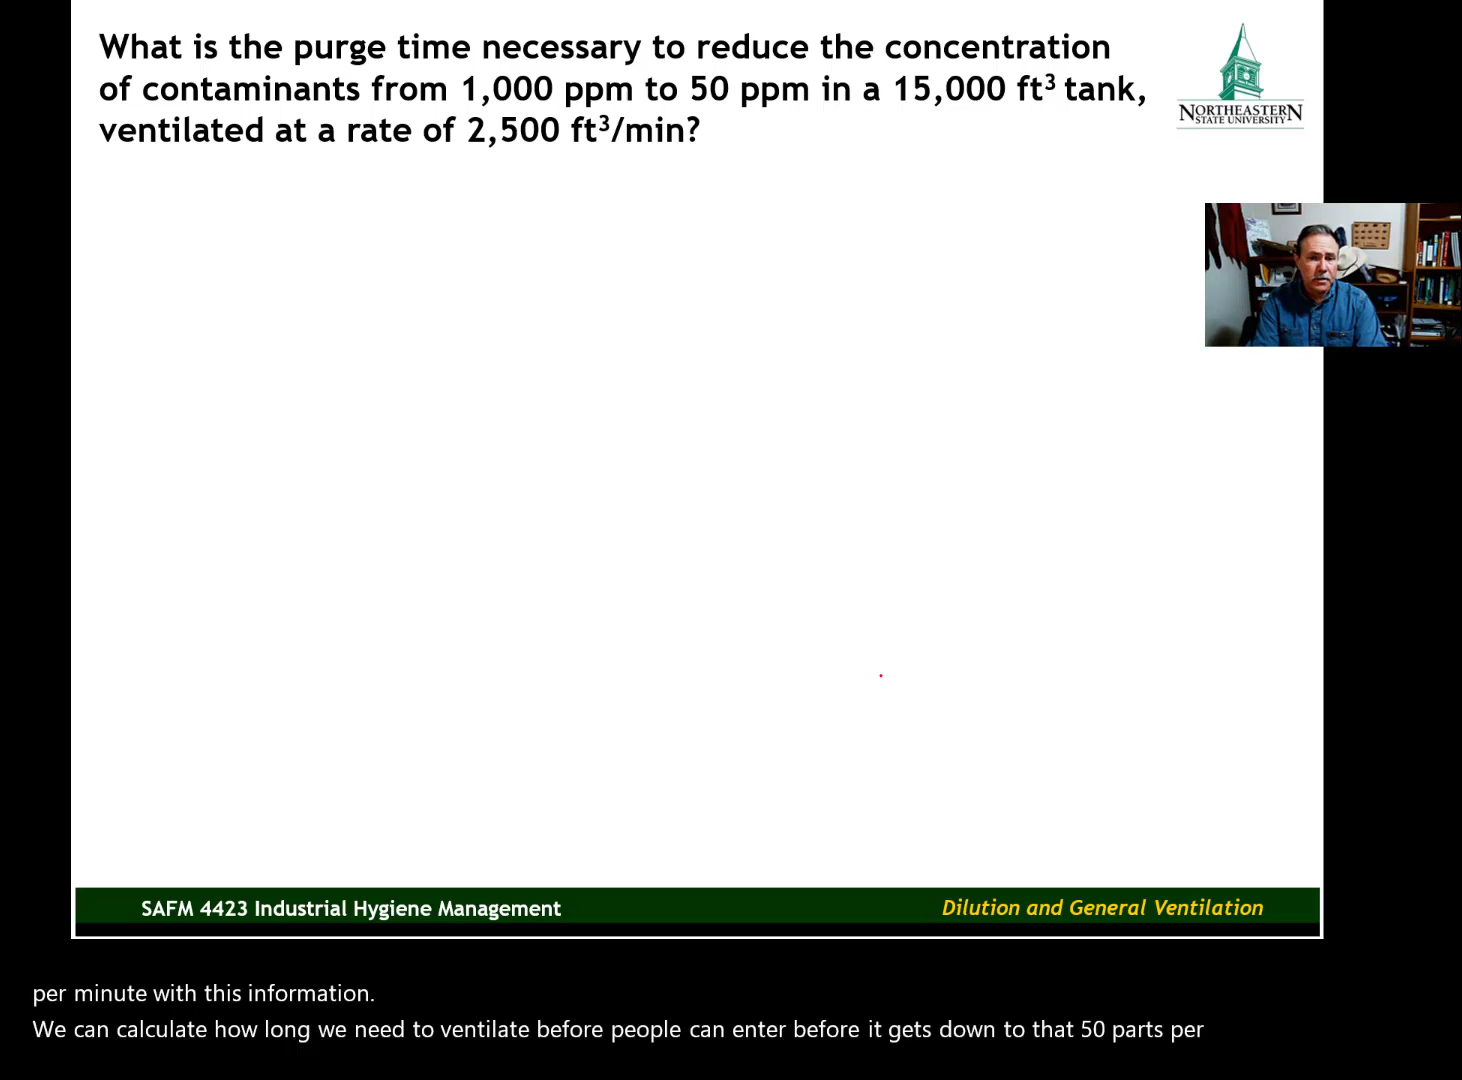 What is the purge time necessary to reduce the concentration
of contaminants from 1,000 ppm to 50 ppm in a 15,000 ft³ tank,
ventilated at a rate of 2,500 ft³/min?
NORTHEASTERN
STATE UNIVERSITY
SAFM 4423 Industrial Hygiene Management
Dilution and General Ventilation
per minute with this information.
We can calculate how long we need to ventilate before people can enter before it gets down to that 50 parts per